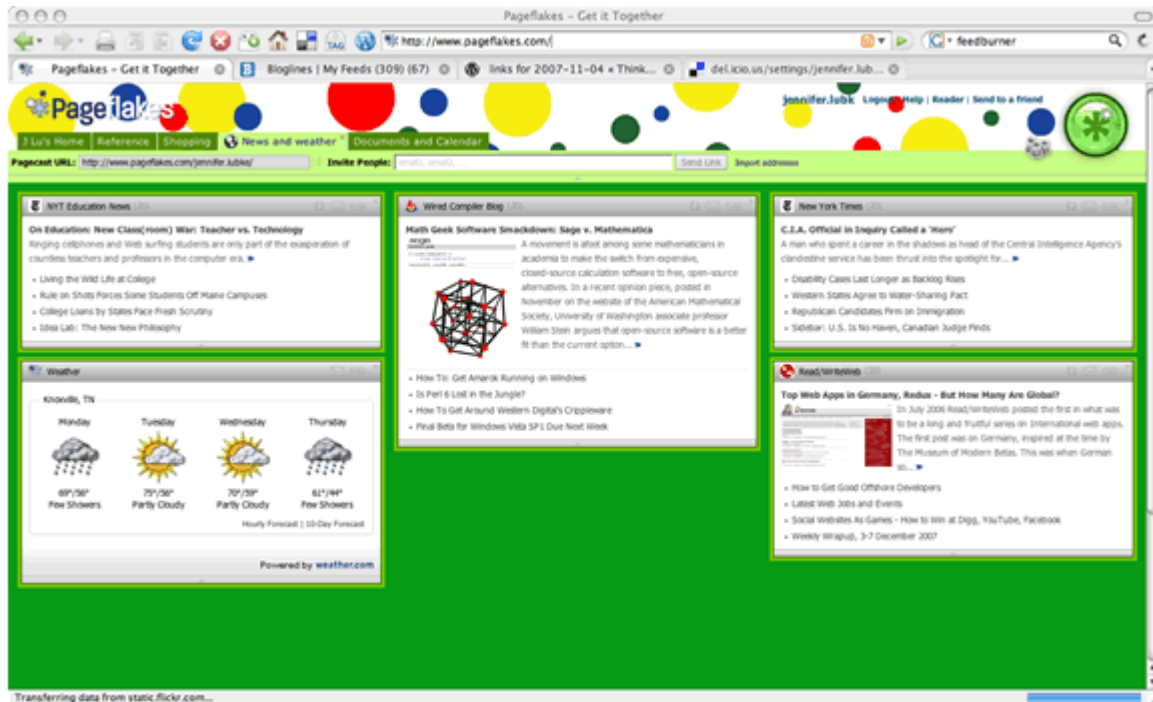 Pageflakes – Get it Together
http://www.pageflakes.com/
feedburner
Pageflakes – Get it Together
Bloglines | My Feeds (309) (67)
links for 2007-11-04 « Think...
del.icio.us/settings/jennifer.lub...
TAG
Pageflakes
jennifer.lubk Logout Help | Reader | Send to a friend
J Lu's Home
Reference
Shopping
News and weather
Documents and Calendar
Pagecast URL: http://www.pageflakes.com/jennifer.lubke/
Invite People: email1, email2, ...
Send Link
Import addresses
NYT Education News (20)
On Education: New Class(room) War: Teacher vs. Technology
Ringing cellphones and Web surfing students are only part of the exasperation of
countless teachers and professors in the computer era.
Living the Wild Life at College
Rule on Shots Forces Some Students Off Maine Campuses
College Loans by States Face Fresh Scrutiny
Idea Lab: The New New Philosophy
Weather
Knoxville, TN
Monday Tuesday Wednesday Thursday
69°/56° 75°/56° 70°/59° 61°/44°
Few Showers Partly Cloudy Partly Cloudy Few Showers
Hourly Forecast | 10-Day Forecast
Powered by weather.com
Wired Compiler Blog
Math Geek Software Smackdown: Sage v. Mathematica
A movement is afoot among some mathematicians in
academia to make the switch from expensive,
closed-source calculation software to free, open-source
alternatives. In a recent opinion piece, posted in
November on the website of the American Mathematical
Society, University of Washington associate professor
William Stein argues that open-source software is a better
fit than the current option...
How To: Get Amarok Running on Windows
Is Perl 6 Lost in the Jungle?
How To Get Around Western Digital's Crippleware
Final Beta for Windows Vista SP1 Due Next Week
New York Times
C.I.A. Official in Inquiry Called a 'Hero'
A man who spent a career in the shadows as head of the Central Intelligence Agency's
clandestine service has been thrust into the spotlight for...
Disability Cases Last Longer as Backlog Rises
Western States Agree to Water-Sharing Pact
Republican Candidates Firm on Immigration
Sidebar: U.S. Is No Haven, Canadian Judge Finds
Read/WriteWeb
Top Web Apps in Germany, Redux - But How Many Are Global?
In July 2006 Read/WriteWeb posted the first in what was
to be a long and fruitful series on International web apps.
The first post was on Germany, inspired at the time by
The Museum of Modern Betas. This was when German
so...
How to Get Good Offshore Developers
Latest Web Jobs and Events
Social Websites As Games - How to Win at Digg, YouTube, Facebook
Weekly Wrapup, 3-7 December 2007
Transferring data from static.flickr.com...